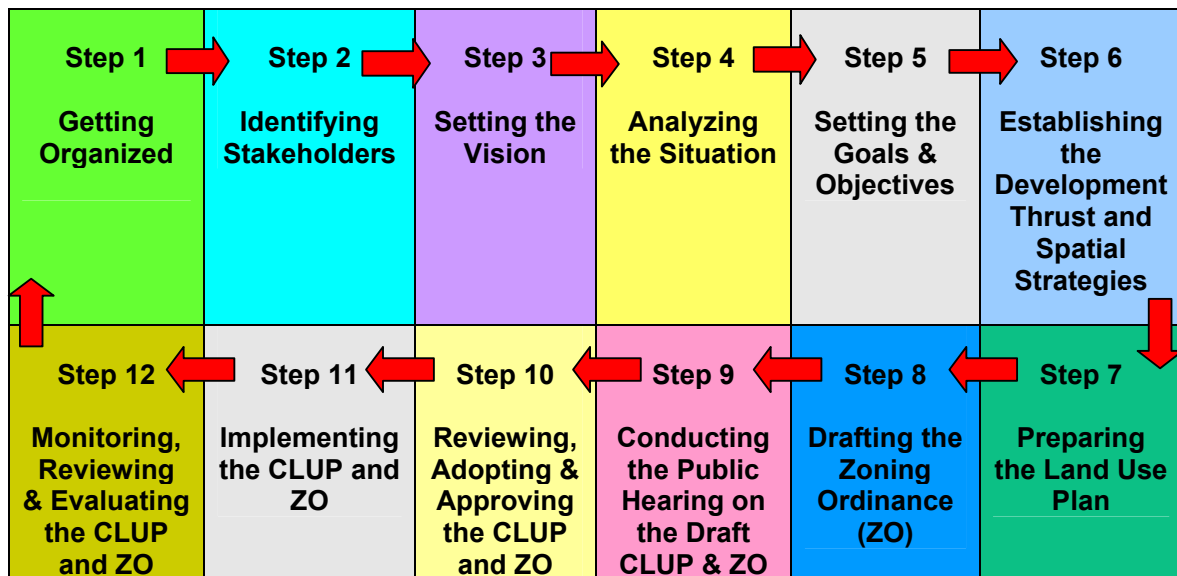 Step 1
Getting
Organized
Step 2
Identifying
Stakeholders
Step 3
Setting the
Vision
Step 4
Analyzing
the Situation
Step 5
Setting the
Goals &
Objectives
Step 6
Establishing
the
Development
Thrust and
Spatial
Strategies
Step 7
Preparing
the Land Use
Plan
Step 8
Drafting the
Zoning
Ordinance
(ZO)
Step 9
Conducting
the Public
Hearing on
the Draft
CLUP & ZO
Step 10
Reviewing,
Adopting &
Approving
the CLUP
and ZO
Step 11
Implementing
the CLUP and
ZO
Step 12
Monitoring,
Reviewing
& Evaluating
the CLUP
and ZO